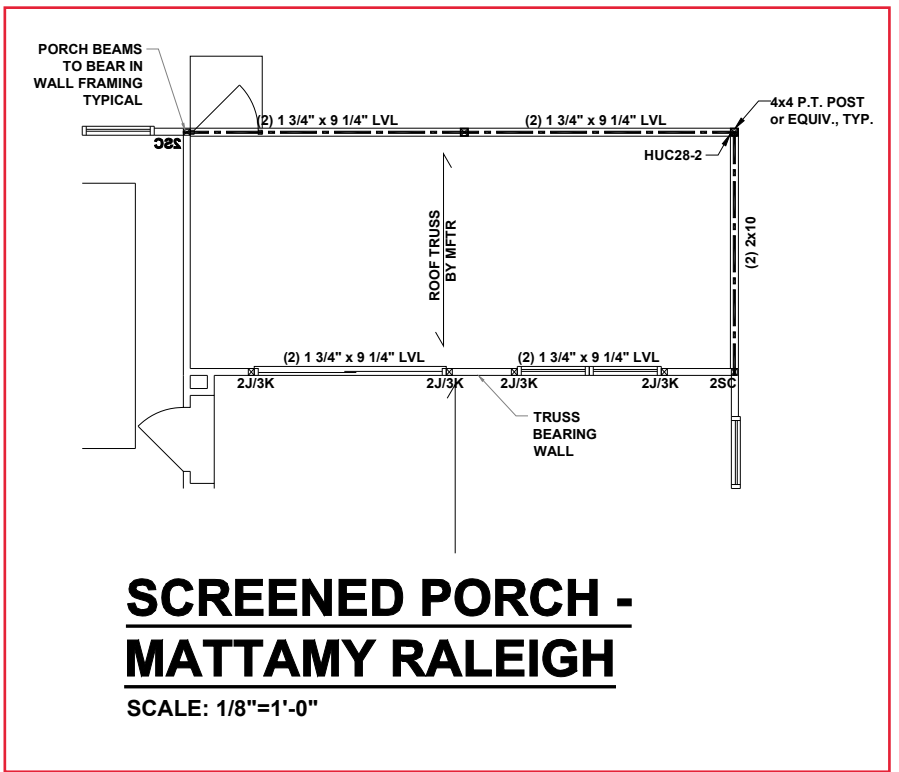 PORCH BEAMS
TO BEAR IN
WALL FRAMING
TYPICAL
(2) 1 3/4" x 9 1/4" LVL
(2) 1 3/4" x 9 1/4" LVL
4x4 P.T. POST
or EQUIV., TYP.
2SC
HUC28-2
ROOF TRUSS
BY MFTR
(2) 2x10
(2) 1 3/4" x 9 1/4" LVL
(2) 1 3/4" x 9 1/4" LVL
2J/3K
2J/3K
2J/3K
2J/3K
2SC
TRUSS
BEARING
WALL
SCREENED PORCH -
MATTAMY RALEIGH
SCALE: 1/8"=1'-0"